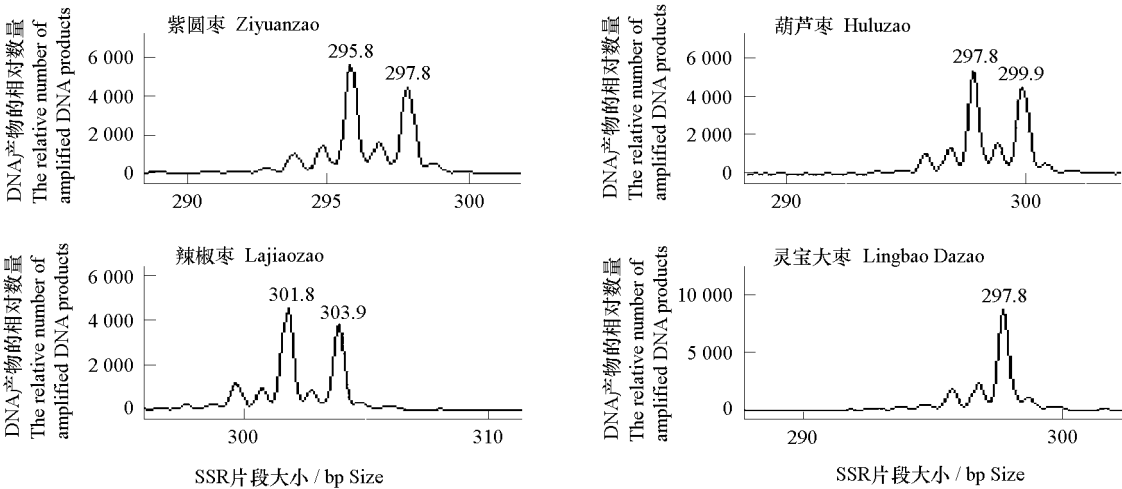 紫圆枣 Ziyuanzao
DNA产物的相对数量
The relative number of
amplified DNA products
6 000
4 000
2 000
0
295.8
297.8
290
295
300
葫芦枣 Huluzao
DNA产物的相对数量
The relative number of
amplified DNA products
6 000
4 000
2 000
0
297.8
299.9
290
300
辣椒枣 Lajiaozao
DNA产物的相对数量
The relative number of
amplified DNA products
6 000
4 000
2 000
0
301.8
303.9
300
310
SSR片段大小 / bp Size
灵宝大枣 Lingbao Dazao
DNA产物的相对数量
The relative number of
amplified DNA products
10 000
5 000
0
297.8
290
300
SSR片段大小 / bp Size